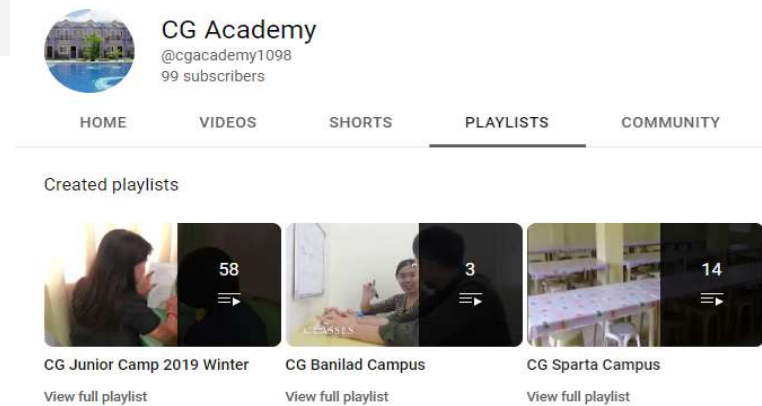 CG Academy
@cgacademy1098
99 subscribers
HOME VIDEOS SHORTS PLAYLISTS COMMUNITY
Created playlists
58 3 14
CLASSES
CG Junior Camp 2019 Winter CG Banilad Campus CG Sparta Campus
View full playlist View full playlist View full playlist